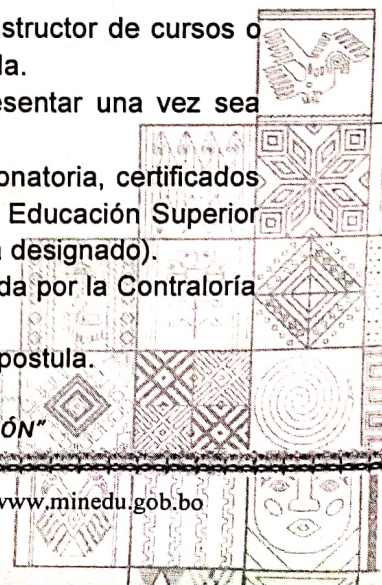 structor de cursos o
da.
esentar una vez sea
onatoria, certificados
Educación Superior
designado).
da por la Contraloría
postula.
ÓN"
www.minedu.gob.bo